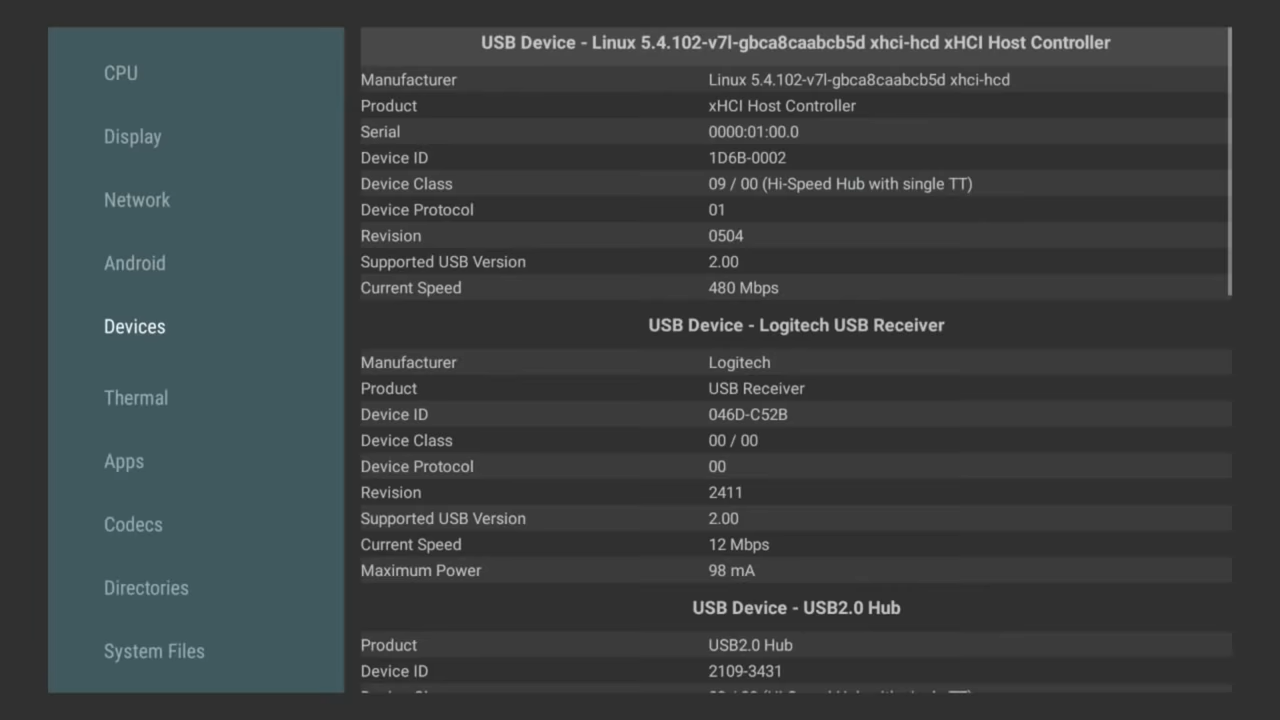 CPU
Display
Network
Android
Devices
Thermal
Apps
Codecs
Directories
System Files
USB Device - Linux 5.4.102-v7l-gbca8caabcb5d xhci-hcd xHCI Host Controller
Manufacturer Linux 5.4.102-v7l-gbca8caabcb5d xhci-hcd
Product xHCI Host Controller
Serial 0000:01:00.0
Device ID 1D6B-0002
Device Class 09 / 00 (Hi-Speed Hub with single TT)
Device Protocol 01
Revision 0504
Supported USB Version 2.00
Current Speed 480 Mbps
USB Device - Logitech USB Receiver
Manufacturer Logitech
Product USB Receiver
Device ID 046D-C52B
Device Class 00 / 00
Device Protocol 00
Revision 2411
Supported USB Version 2.00
Current Speed 12 Mbps
Maximum Power 98 mA
USB Device - USB2.0 Hub
Product USB2.0 Hub
Device ID 2109-3431